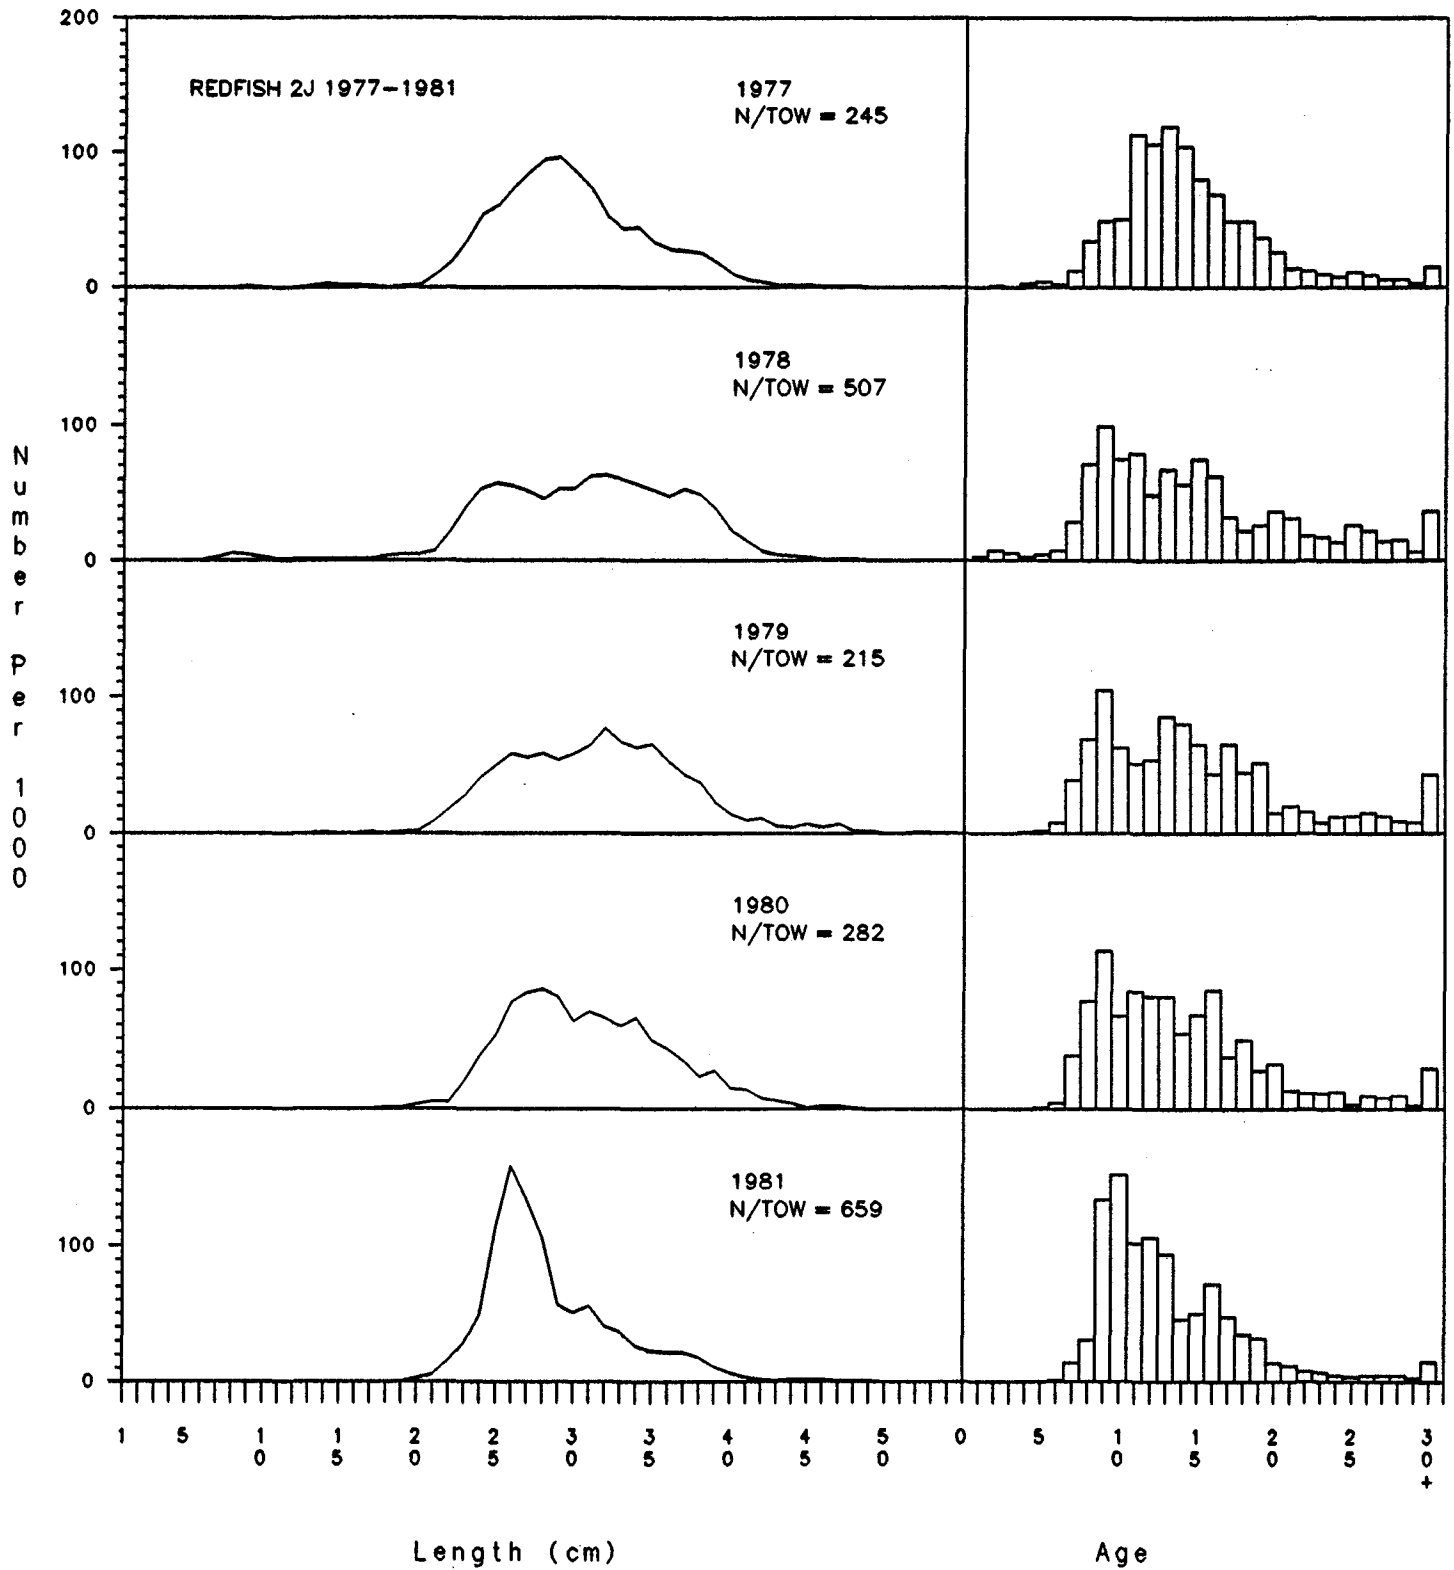 200
REDFISH 2J 1977-1981
1977
N/TOW = 245
100
0
1978
N/TOW = 507
100
0
1979
N/TOW = 215
100
0
1980
N/TOW = 282
100
0
1981
N/TOW = 659
100
0
Number Per 1000
1 5 10 15 20 25 30 35 40 45 50 0 5 10 15 20 25 30+
Length (cm)
Age